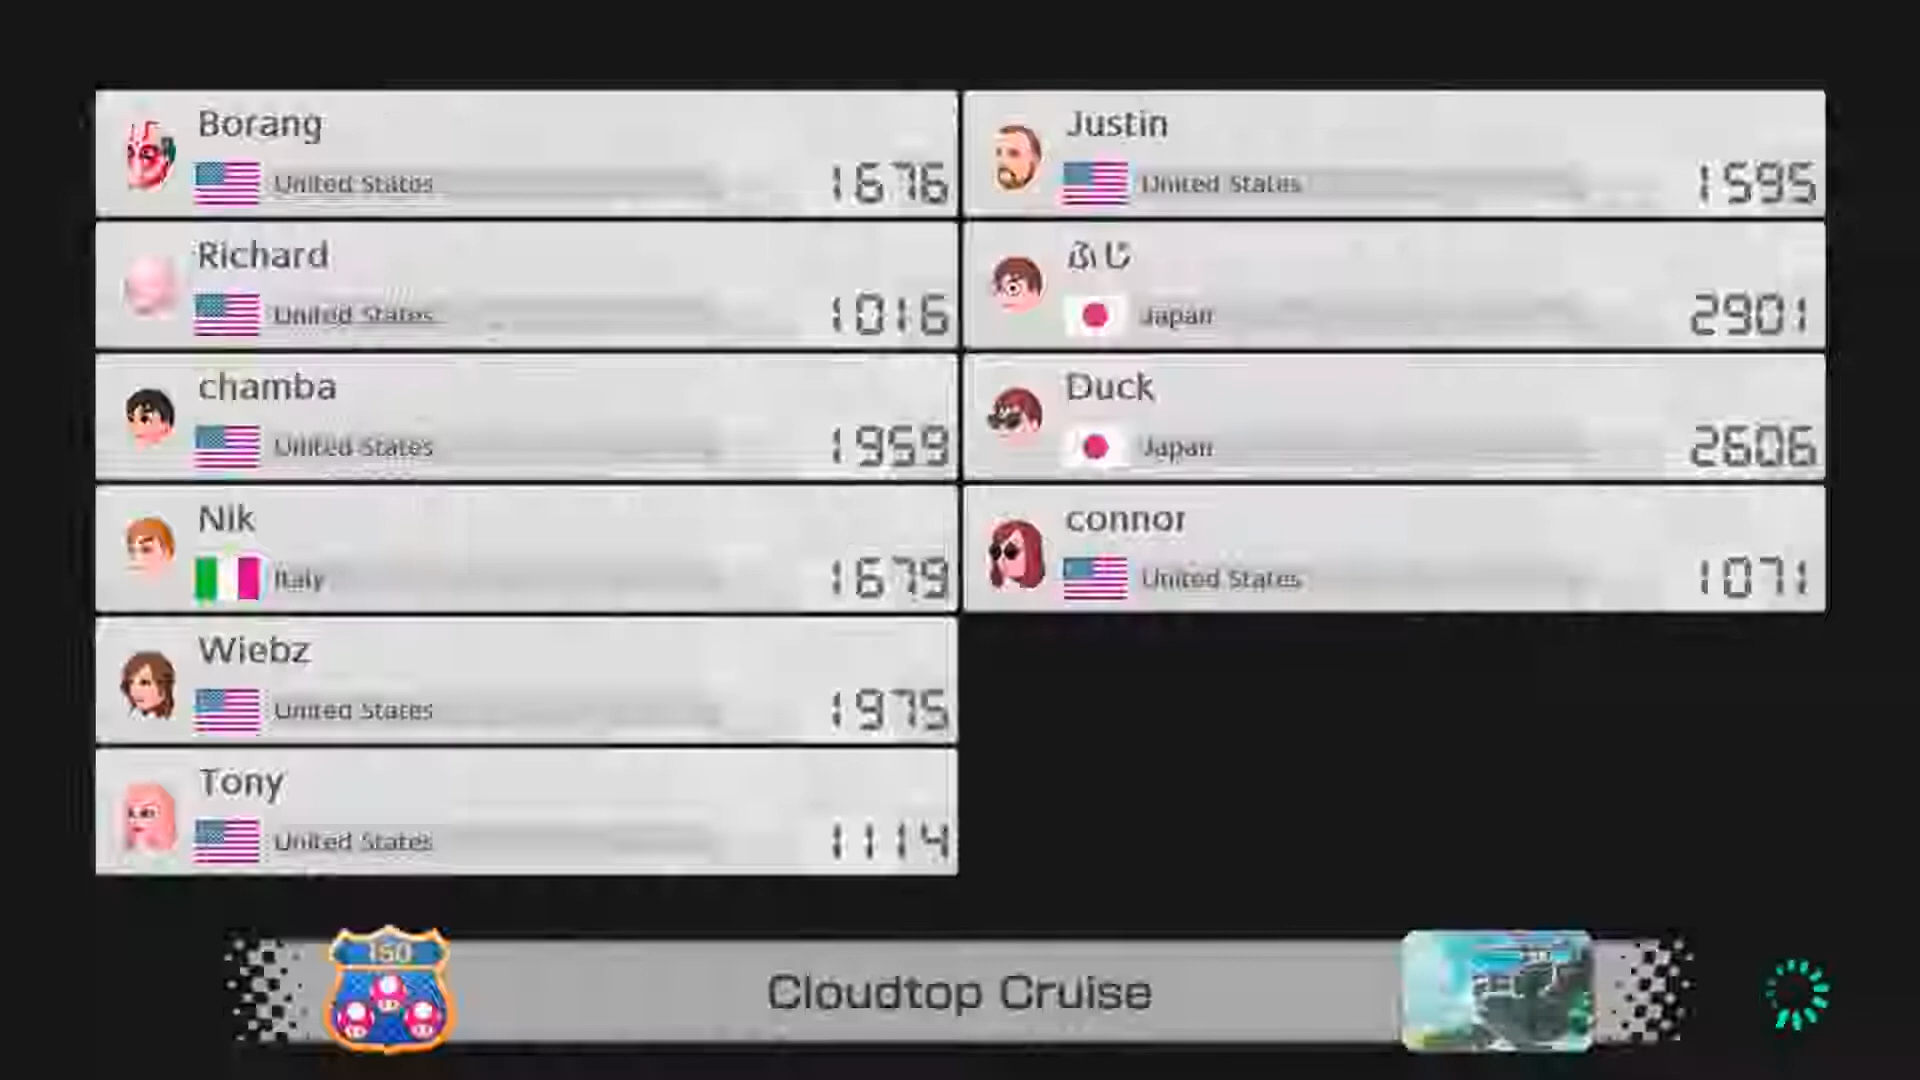 Borang
United States 1676
Richard
United States 1016
chamba
United States 1959
Nik
Italy 1679
Wiebz
United States 1975
Tony
United States 1114
Justin
United States 1595
ふじ
Japan 2901
Duck
Japan 2606
connor
United States 1071
150
Cloudtop Cruise